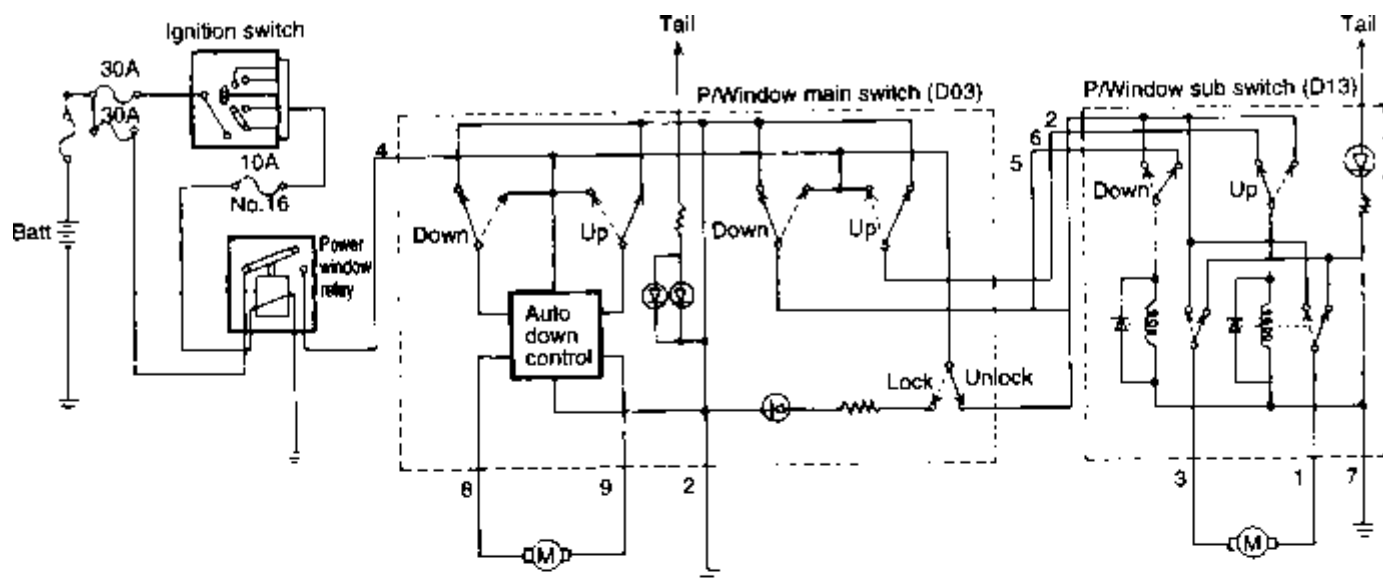 Ignition switch
Tail
Tail
30A
30A
P/Window main switch (D03)
P/Window sub switch (D13)
2
6
5
4
10A
No.16
Down
Up
Down
Up
Down
Up
Batt
Power
window
relay
Auto
down
control
Lock
Unlock
8
9
2
3
1
7
M
M